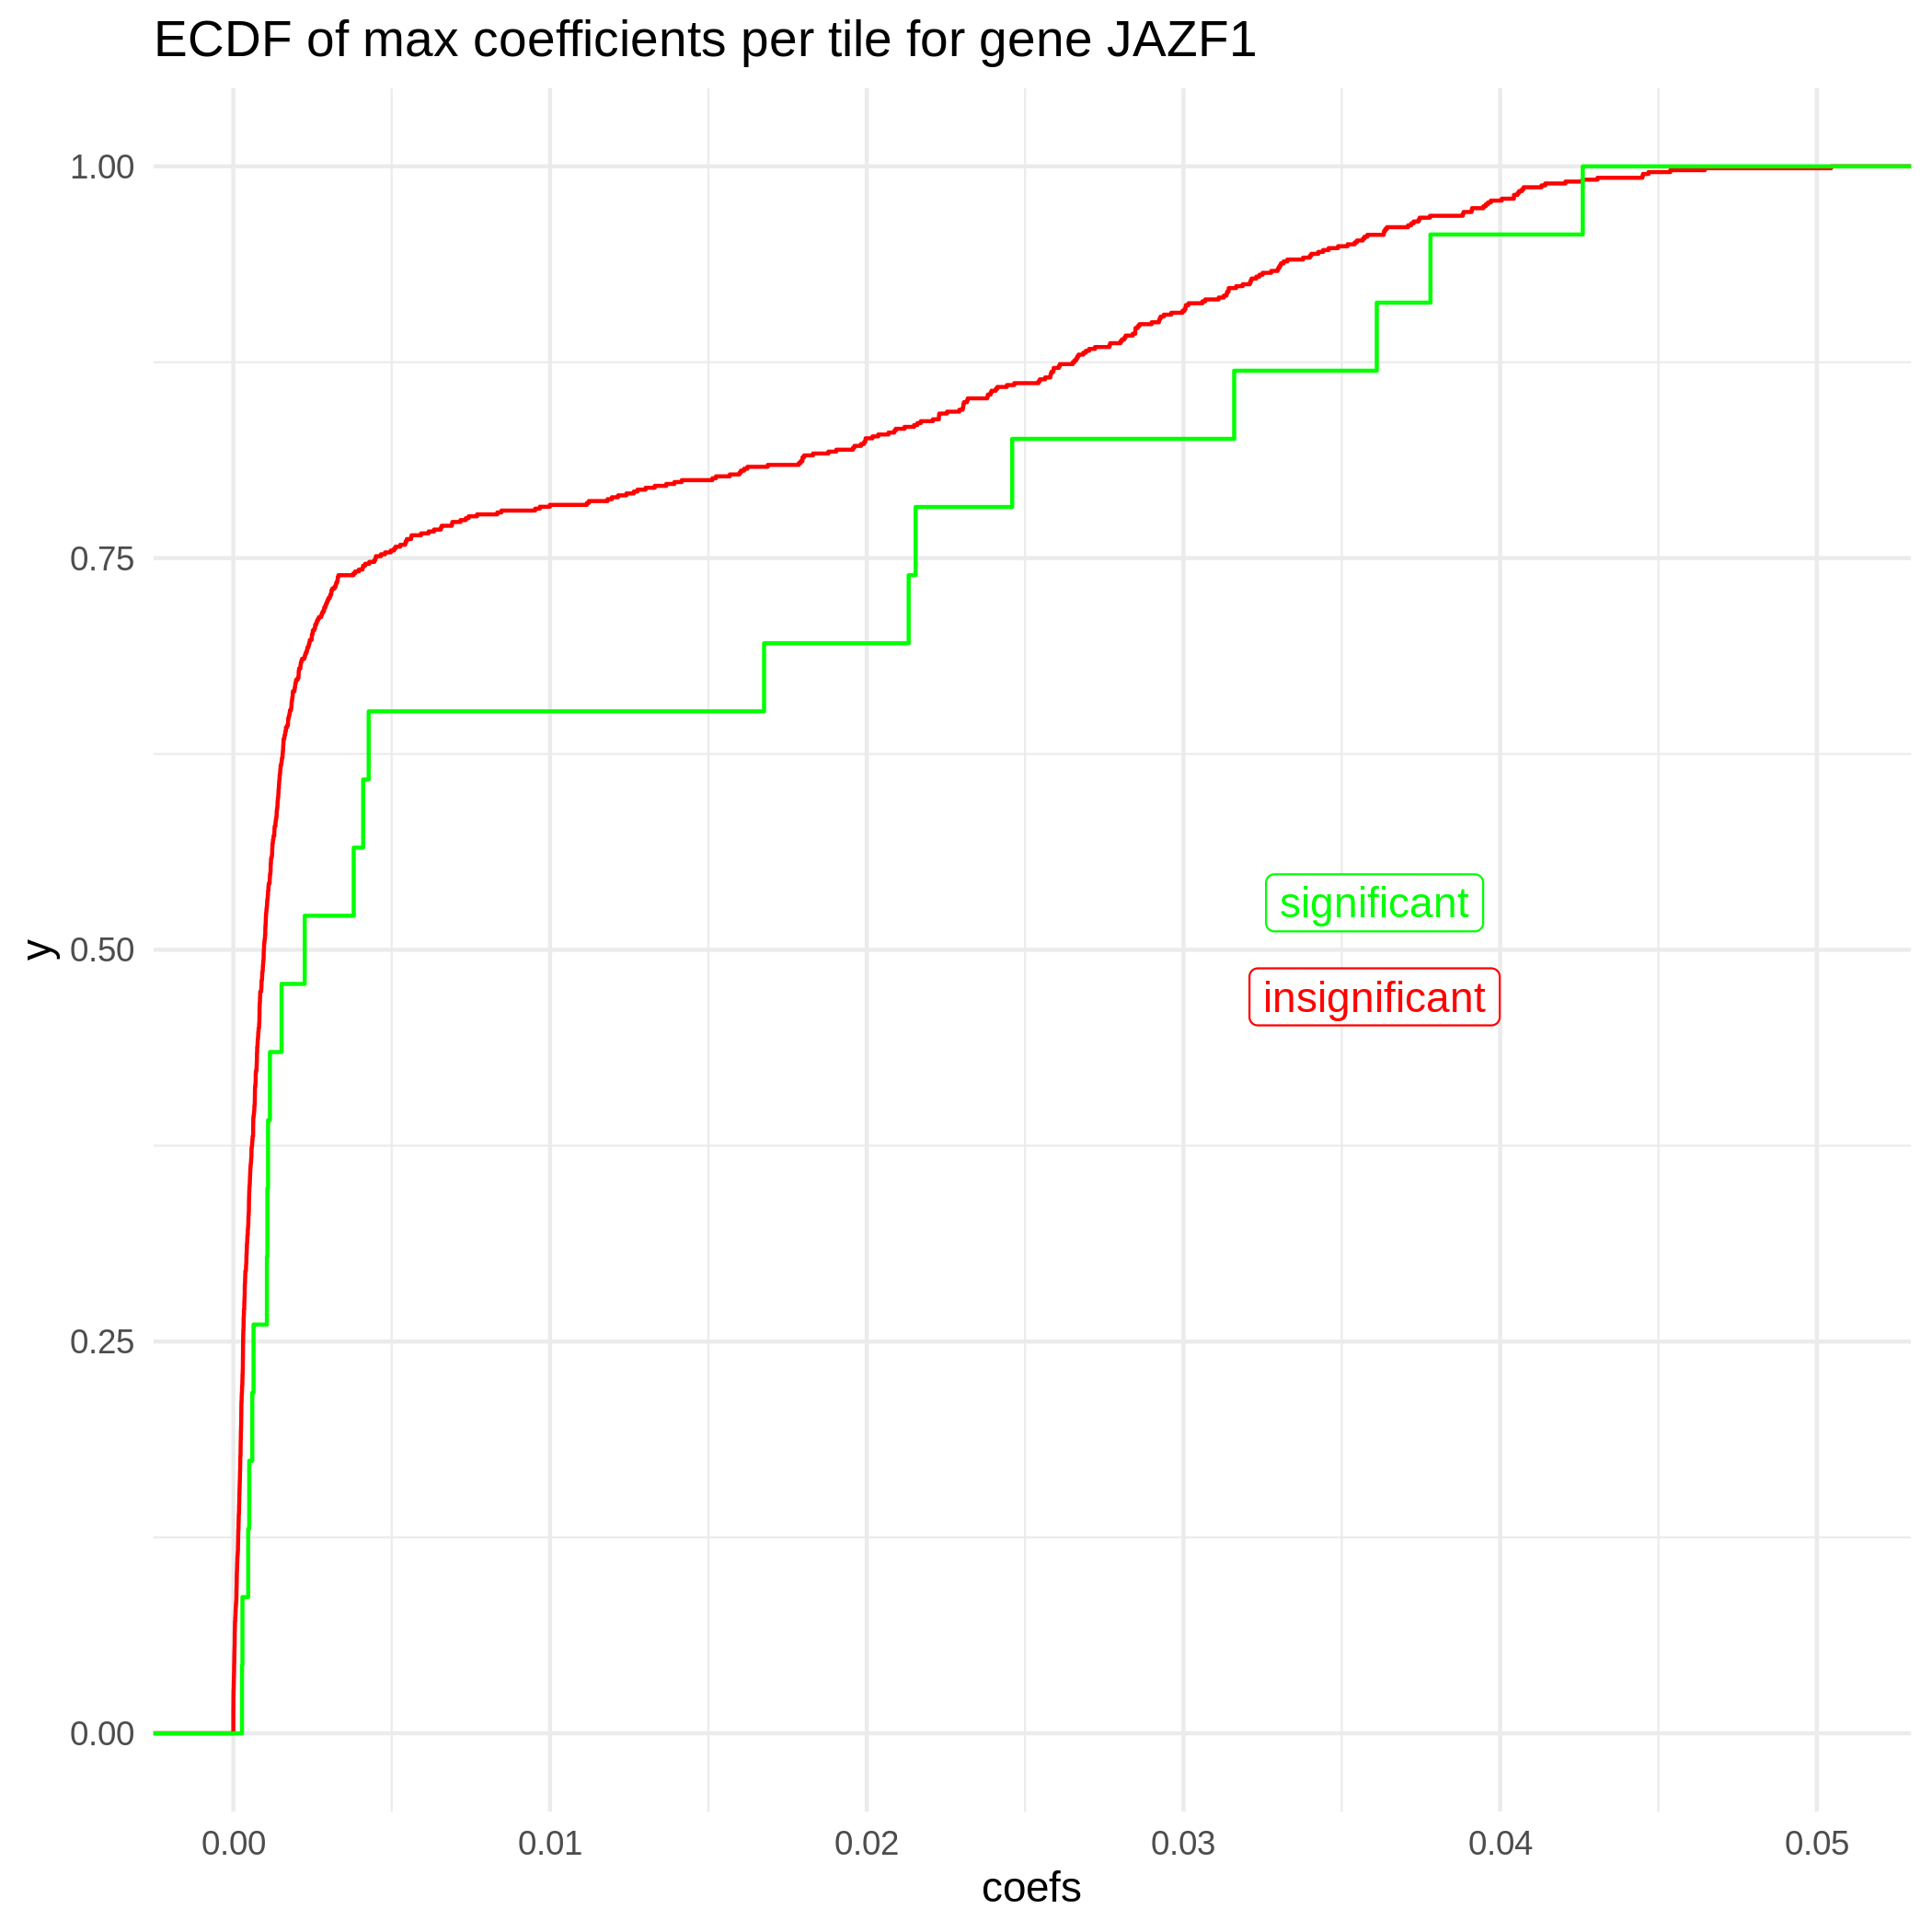 ECDF of max coefficients per tile for gene JAZF1
1.00
0.75
0.50
0.25
0.00
y
significant
insignificant
0.00 0.01 0.02 0.03 0.04 0.05
coefs